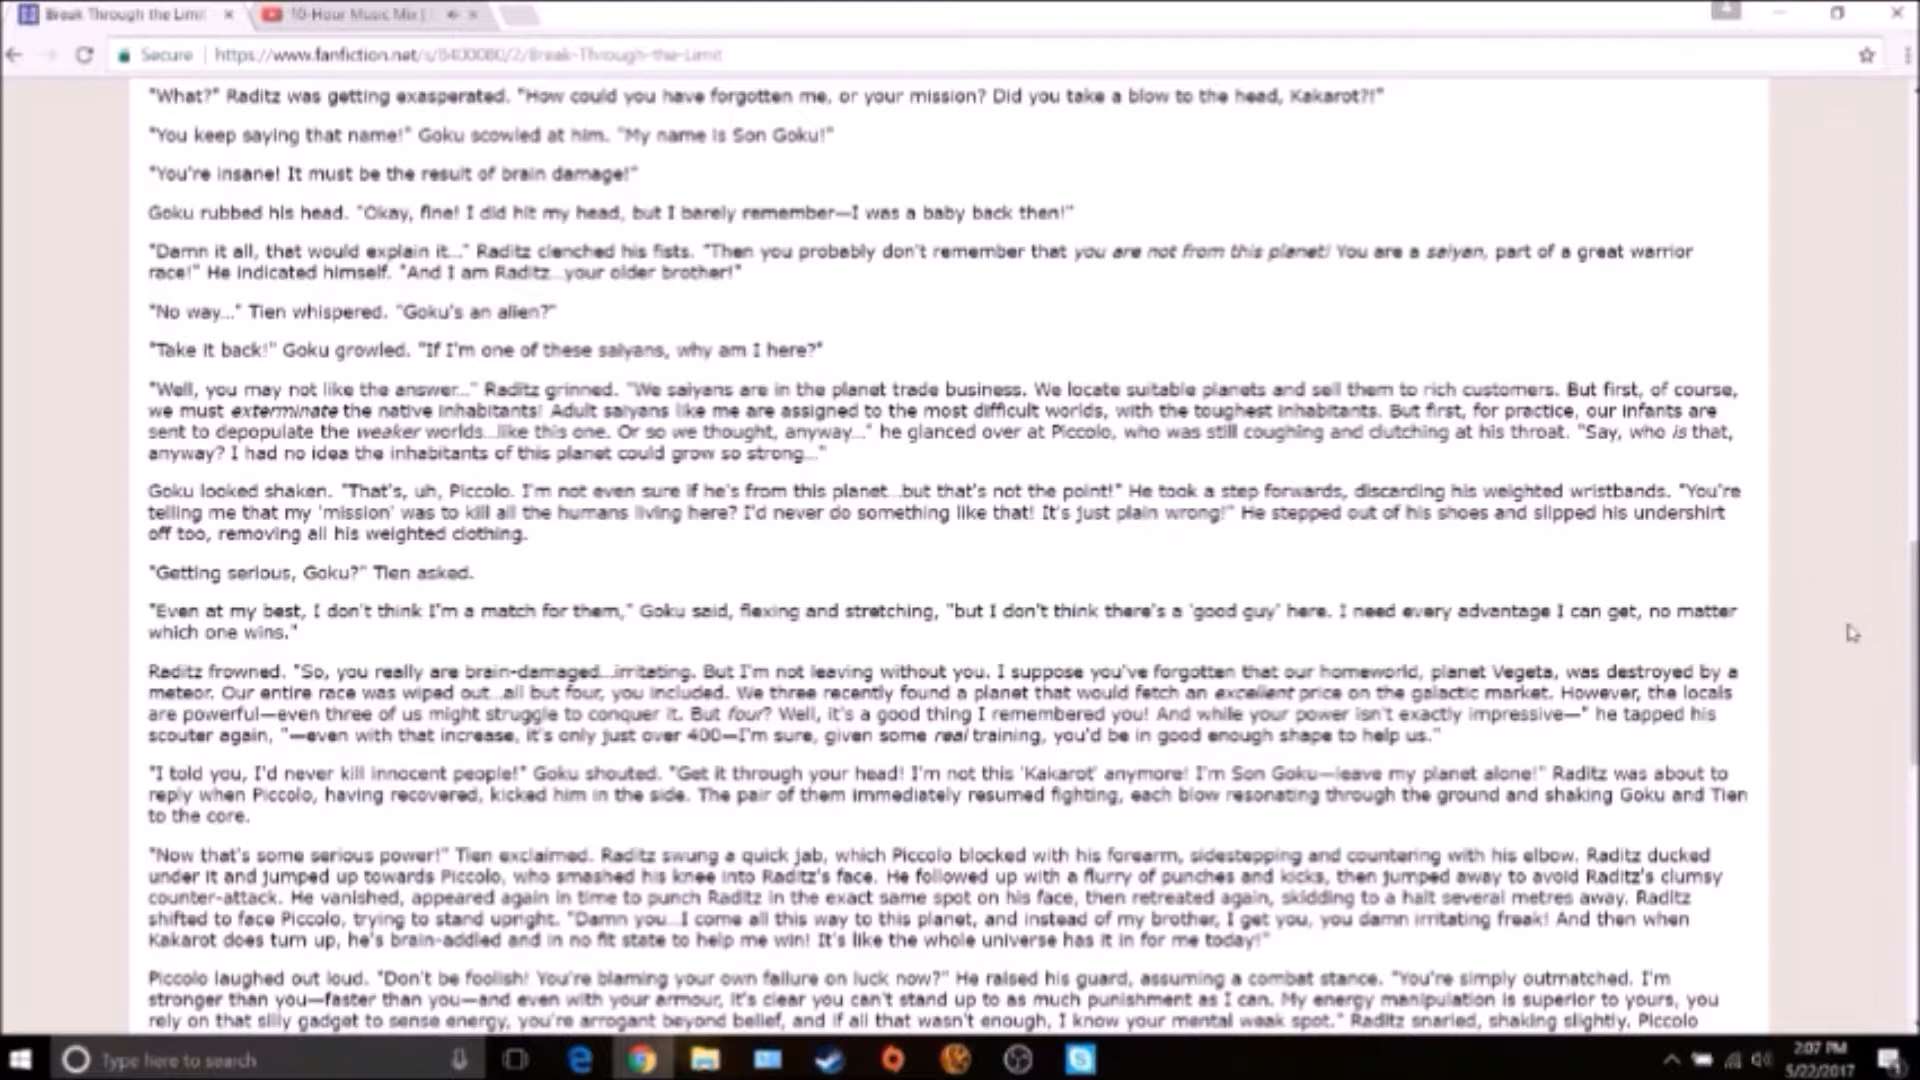 Break Through the Limit
10-Hour Music Mix |
Secure https://www.fanfiction.net/s/8400080/2/Break-Through-the-Limit
"What?" Raditz was getting exasperated. "How could you have forgotten me, or your mission? Did you take a blow to the head, Kakarot?!"
"You keep saying that name!" Goku scowled at him. "My name is Son Goku!"
"You're insane! It must be the result of brain damage!"
Goku rubbed his head. "Okay, fine! I did hit my head, but I barely remember—I was a baby back then!"
"Damn it all, that would explain it..." Raditz clenched his fists. "Then you probably don't remember that you are not from this planet! You are a saiyan, part of a great warrior
race!" He indicated himself. "And I am Raditz...your older brother!"
"No way..." Tien whispered. "Goku's an alien?"
"Take it back!" Goku growled. "If I'm one of these saiyans, why am I here?"
"Well, you may not like the answer..." Raditz grinned. "We saiyans are in the planet trade business. We locate suitable planets and sell them to rich customers. But first, of course,
we must exterminate the native inhabitants! Adult saiyans like me are assigned to the most difficult worlds, with the toughest inhabitants. But first, for practice, our infants are
sent to depopulate the weaker worlds...like this one. Or so we thought, anyway..." he glanced over at Piccolo, who was still coughing and clutching at his throat. "Say, who is that,
anyway? I had no idea the inhabitants of this planet could grow so strong..."
Goku looked shaken. "That's, uh, Piccolo. I'm not even sure if he's from this planet...but that's not the point!" He took a step forwards, discarding his weighted wristbands. "You're
telling me that my 'mission' was to kill all the humans living here? I'd never do something like that! It's just plain wrong!" He stepped out of his shoes and slipped his undershirt
off too, removing all his weighted clothing.
"Getting serious, Goku?" Tien asked.
"Even at my best, I don't think I'm a match for them," Goku said, flexing and stretching, "but I don't think there's a 'good guy' here. I need every advantage I can get, no matter
which one wins."
Raditz frowned. "So, you really are brain-damaged...irritating. But I'm not leaving without you. I suppose you've forgotten that our homeworld, planet Vegeta, was destroyed by a
meteor. Our entire race was wiped out...all but four, you included. We three recently found a planet that would fetch an excellent price on the galactic market. However, the locals
are powerful—even three of us might struggle to conquer it. But four? Well, it's a good thing I remembered you! And while your power isn't exactly impressive—" he tapped his
scouter again, "—even with that increase, it's only just over 400—I'm sure, given some real training, you'd be in good enough shape to help us."
"I told you, I'd never kill innocent people!" Goku shouted. "Get it through your head! I'm not this 'Kakarot' anymore! I'm Son Goku—leave my planet alone!" Raditz was about to
reply when Piccolo, having recovered, kicked him in the side. The pair of them immediately resumed fighting, each blow resonating through the ground and shaking Goku and Tien
to the core.
"Now that's some serious power!" Tien exclaimed. Raditz swung a quick jab, which Piccolo blocked with his forearm, sidestepping and countering with his elbow. Raditz ducked
under it and jumped up towards Piccolo, who smashed his knee into Raditz's face. He followed up with a flurry of punches and kicks, then jumped away to avoid Raditz's clumsy
counter-attack. He vanished, appeared again in time to punch Raditz in the exact same spot on his face, then retreated again, skidding to a halt several metres away. Raditz
shifted to face Piccolo, trying to stand upright. "Damn you...I come all this way to this planet, and instead of my brother, I get you, you damn irritating freak! And then when
Kakarot does turn up, he's brain-addled and in no fit state to help me win! It's like the whole universe has it in for me today!"
Piccolo laughed out loud. "Don't be foolish! You're blaming your own failure on luck now?" He raised his guard, assuming a combat stance. "You're simply outmatched. I'm
stronger than you—faster than you—and even with your armour, it's clear you can't stand up to as much punishment as I can. My energy manipulation is superior to yours, you
rely on that silly gadget to sense energy, you're arrogant beyond belief, and if all that wasn't enough, I know your mental weak spot." Raditz snarled, shaking slightly. Piccolo
Type here to search
2:07 PM
5/22/2017